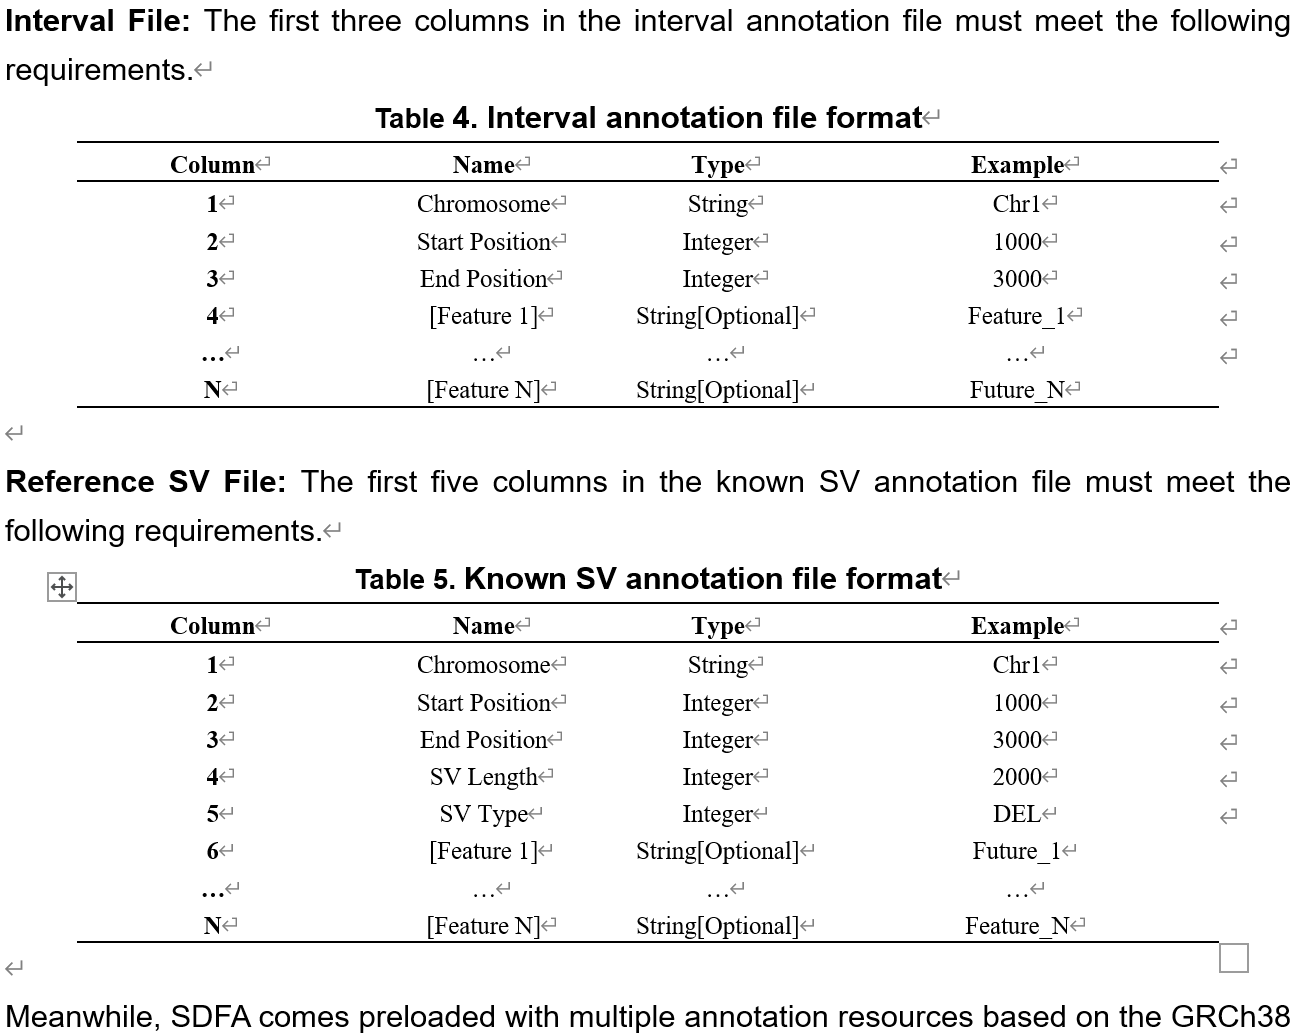 Interval File: The first three columns in the interval annotation file must meet the following
requirements.
Table 4. Interval annotation file format
Column Name Type Example
1 Chromosome String Chr1
2 Start Position Integer 1000
3 End Position Integer 3000
4 [Feature 1] String[Optional] Feature_1
... ... ... ...
N [Feature N] String[Optional] Future_N
Reference SV File: The first five columns in the known SV annotation file must meet the
following requirements.
Table 5. Known SV annotation file format
Column Name Type Example
1 Chromosome String Chr1
2 Start Position Integer 1000
3 End Position Integer 3000
4 SV Length Integer 2000
5 SV Type Integer DEL
6 [Feature 1] String[Optional] Future_1
... ... ... ...
N [Feature N] String[Optional] Feature_N
Meanwhile, SDFA comes preloaded with multiple annotation resources based on the GRCh38